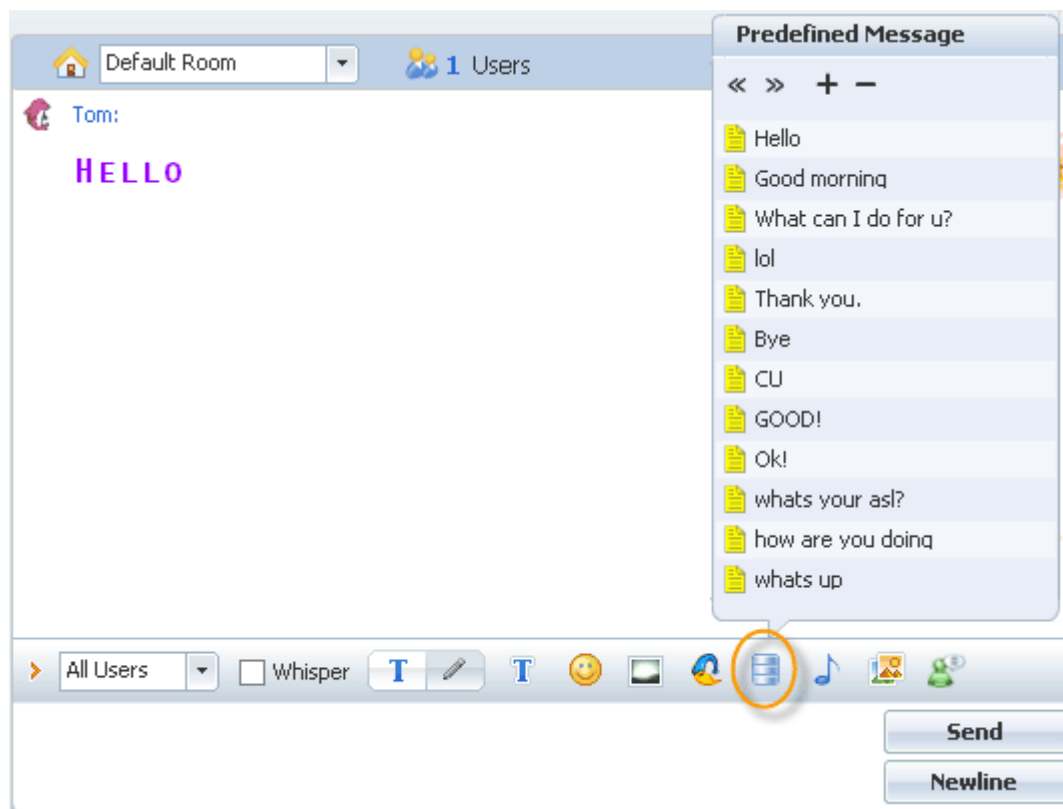 Default Room
1 Users
Tom:
HELLO
Predefined Message
« » + −
Hello
Good morning
What can I do for u?
lol
Thank you.
Bye
CU
GOOD!
Ok!
whats your asl?
how are you doing
whats up
All Users
Whisper
T
T
Send
Newline